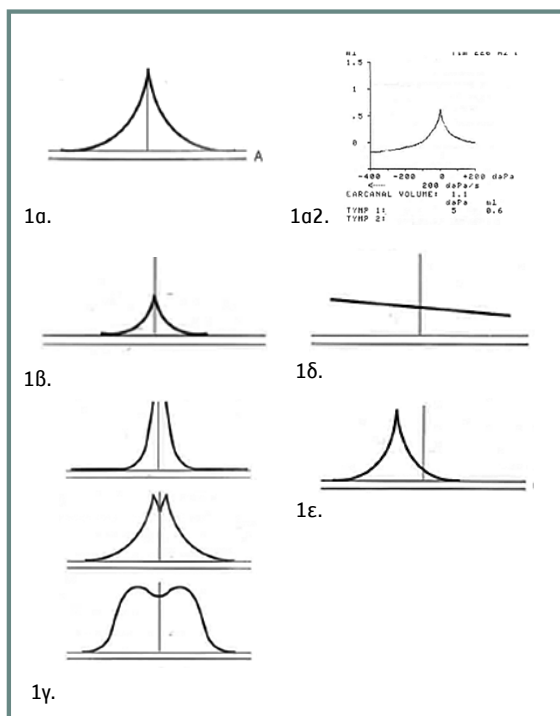 A
1α.
1.5
1
.5
0
-400 -200 0 +200 daPa
<---- 200 daPa/s
EARCANAL VOLUME: 1.1
daPa ml
TYMP 1: 5 0.6
TYMP 2:
1α2.
1β.
1δ.
1ε.
1γ.